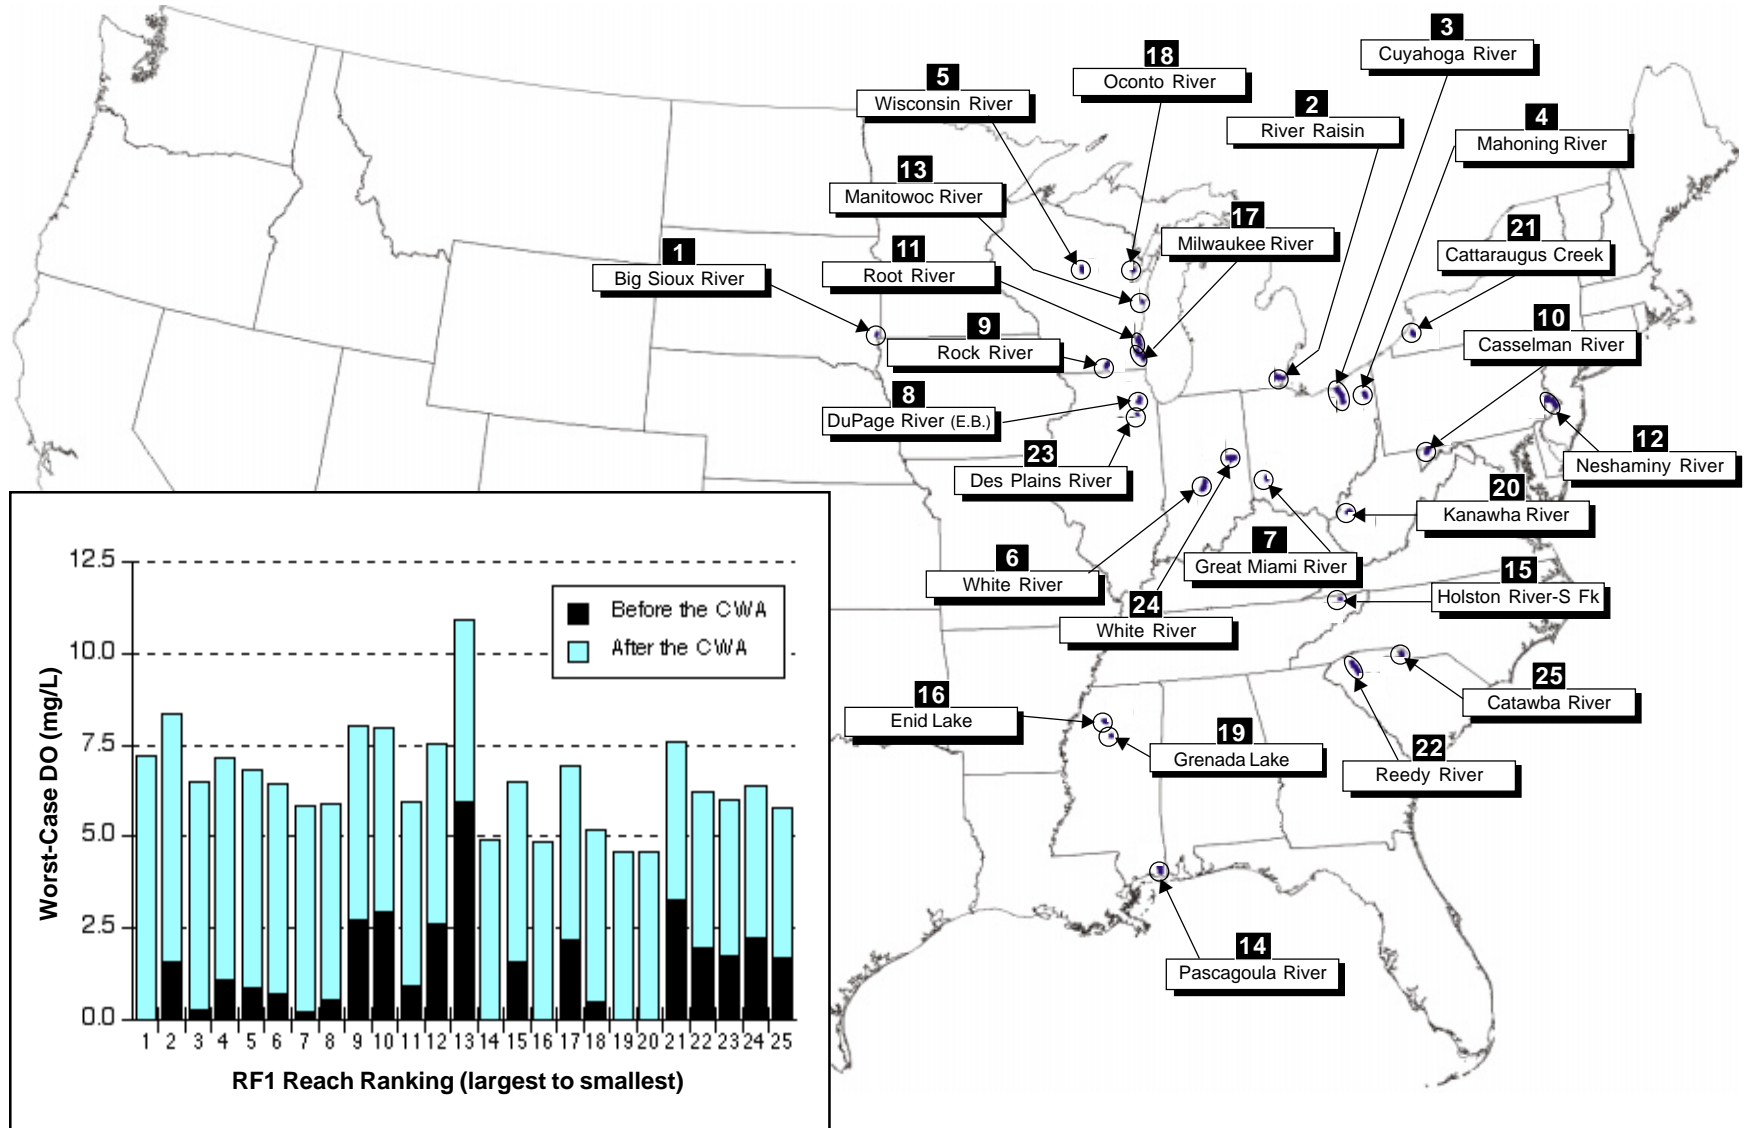 3
Cuyahoga River
18
Oconto River
5
Wisconsin River
2
River Raisin
4
Mahoning River
13
Manitowoc River
17
Milwaukee River
21
Cattaraugus Creek
11
Root River
1
Big Sioux River
10
Casselman River
9
Rock River
8
DuPage River (E.B.)
12
Neshaminy River
23
Des Plains River
20
Kanawha River
7
Great Miami River
6
White River
15
Holston River-S Fk
24
White River
25
Catawba River
16
Enid Lake
19
Grenada Lake
22
Reedy River
14
Pascagoula River
Worst-Case DO (mg/L)
12.5
10.0
7.5
5.0
2.5
0.0
Before the CWA
After the CWA
1 2 3 4 5 6 7 8 9 10 11 12 13 14 15 16 17 18 19 20 21 22 23 24 25
RF1 Reach Ranking (largest to smallest)